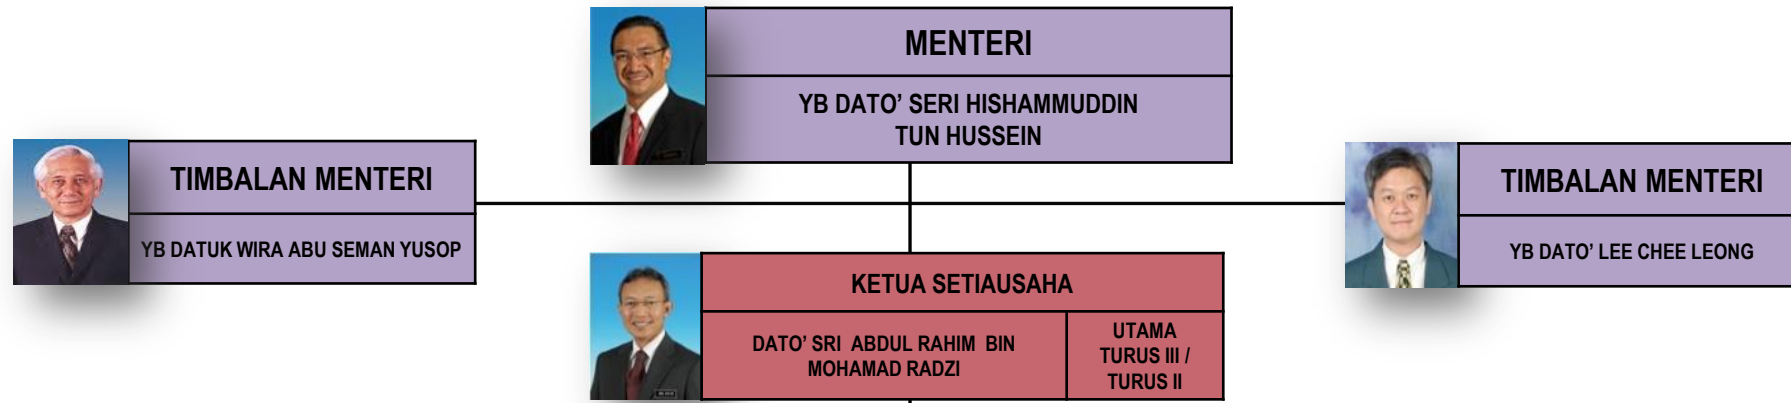 MENTERI
YB DATO’ SERI HISHAMMUDDIN
TUN HUSSEIN
TIMBALAN MENTERI
YB DATUK WIRA ABU SEMAN YUSOP
TIMBALAN MENTERI
YB DATO’ LEE CHEE LEONG
KETUA SETIAUSAHA
DATO’ SRI ABDUL RAHIM BIN
MOHAMAD RADZI
UTAMA
TURUS III /
TURUS II